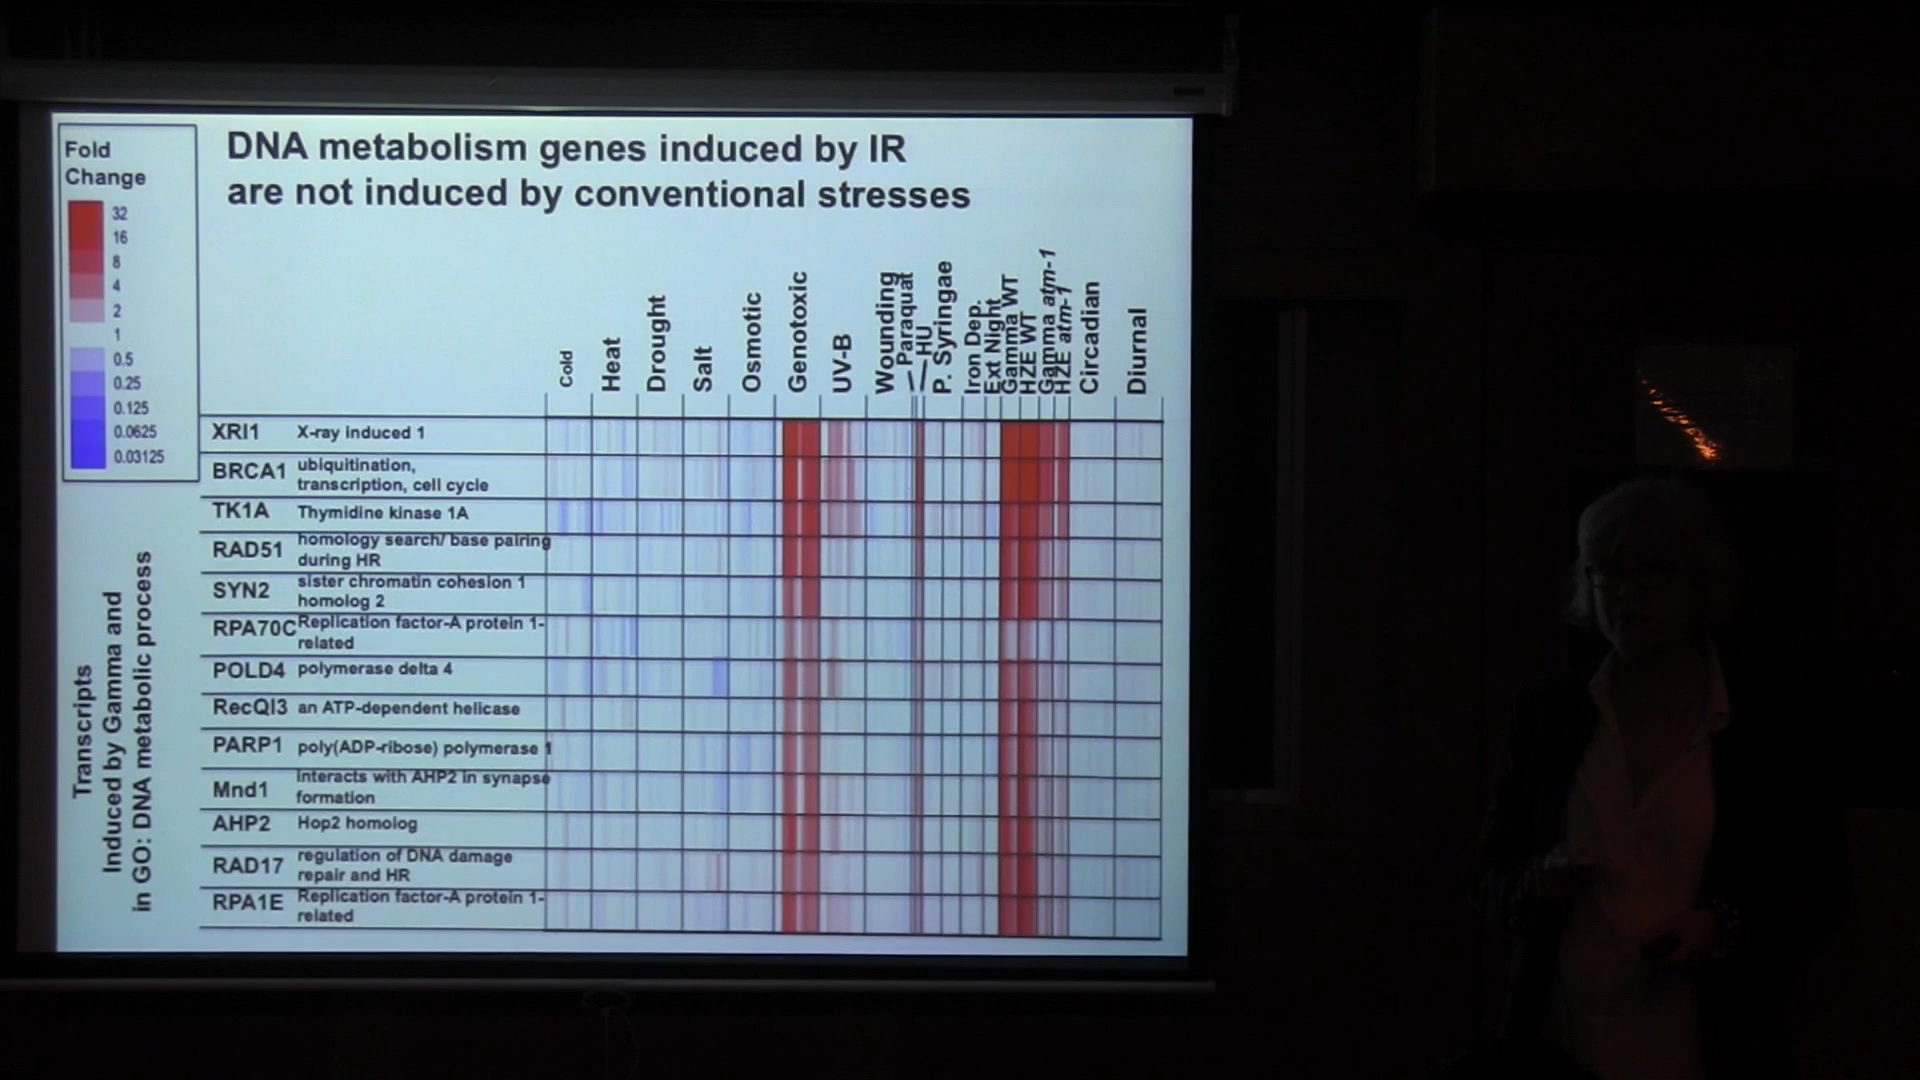 Fold
Change
32
16
8
4
2
1
0.5
0.25
0.125
0.0625
0.03125
DNA metabolism genes induced by IR
are not induced by conventional stresses
Cold
Heat
Drought
Salt
Osmotic
Genotoxic
UV-B
Wounding
Paraquat
HU
P. Syringae
Iron Dep.
Ext Night
Gamma WT
HZE WT
Gamma atm-1
HZE atm-1
Circadian
Diurnal
Transcripts
Induced by Gamma and
in GO: DNA metabolic process
XRI1 X-ray induced 1
BRCA1 ubiquitination,
transcription, cell cycle
TK1A Thymidine kinase 1A
RAD51 homology search/ base pairing
during HR
SYN2 sister chromatin cohesion 1
homolog 2
RPA70C Replication factor-A protein 1-
related
POLD4 polymerase delta 4
RecQl3 an ATP-dependent helicase
PARP1 poly(ADP-ribose) polymerase 1
Mnd1 interacts with AHP2 in synapse
formation
AHP2 Hop2 homolog
RAD17 regulation of DNA damage
repair and HR
RPA1E Replication factor-A protein 1-
related